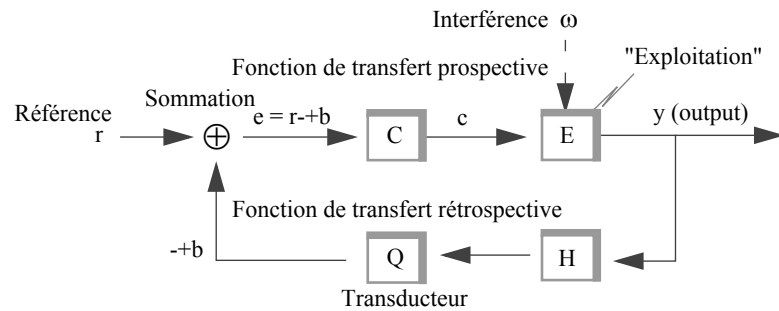 Interférence ω
"Exploitation"
Fonction de transfert prospective
Référence
r
Sommation
e = r-+b
C
c
E
y (output)
Fonction de transfert rétrospective
-+b
Q
H
Transducteur